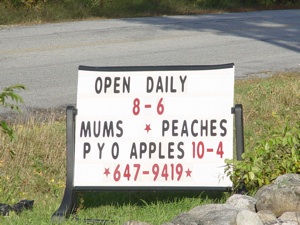 OPEN DAILY
8-6
MUMS ★ PEACHES
PYO APPLES 10-4
★647-9419★